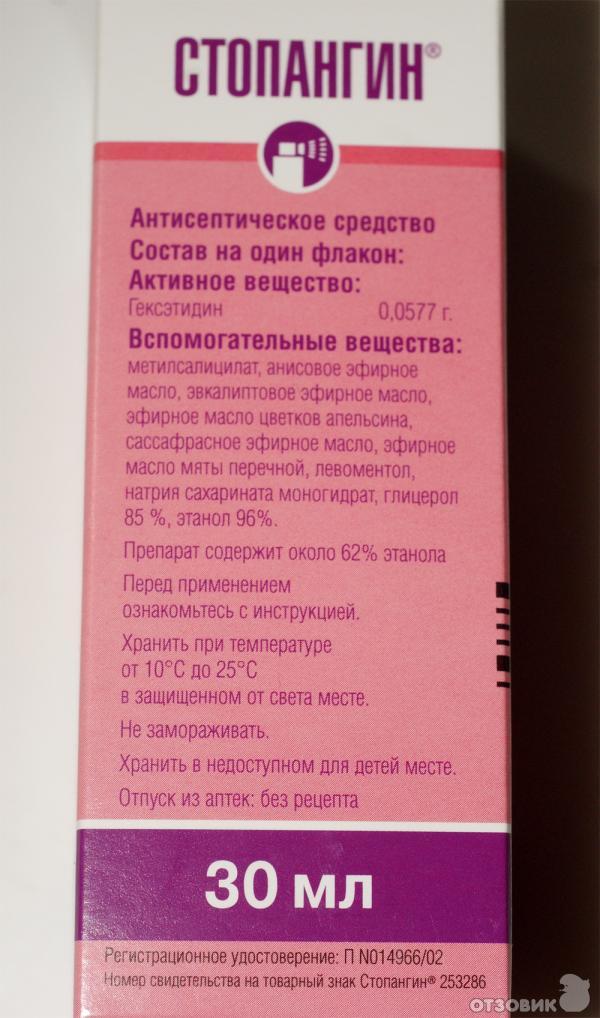 СТОПАНГИН®
Антисептическое средство
Состав на один флакон:
Активное вещество:
Гексэтидин 0,0577 г.
Вспомогательные вещества:
метилсалицилат, анисовое эфирное
масло, эвкалиптовое эфирное масло,
эфирное масло цветков апельсина,
сассафрасное эфирное масло, эфирное
масло мяты перечной, левоментол,
натрия сахарината моногидрат, глицерол
85 %, этанол 96%.
Препарат содержит около 62% этанола
Перед применением
ознакомьтесь с инструкцией.
Хранить при температуре
от 10°С до 25°С
в защищенном от света месте.
Не замораживать.
Хранить в недоступном для детей месте.
Отпуск из аптек: без рецепта
30 мл
Регистрационное удостоверение: П N014966/02
Номер свидетельства на товарный знак Стопангин® 253286
ОТЗОВИК